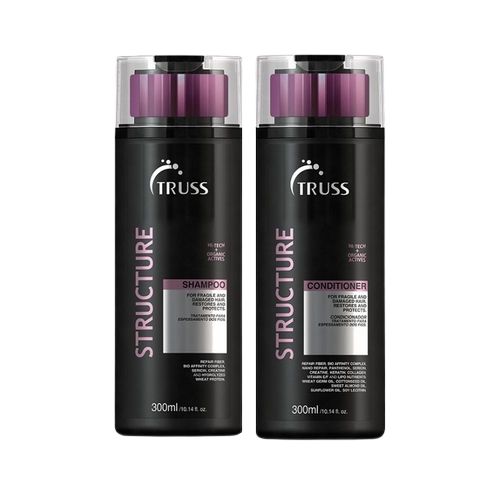 TRUSS
STRUCTURE
HI-TECH
+
ORGANIC
ACTIVES
SHAMPOO
FOR FRAGILE AND
DAMAGED HAIR.
RESTORES AND
PROTECTS.
TRATAMENTO PARA
ESPESSAMENTO DOS FIOS.
REPAIR FIBER,
BIO AFFINITY COMPLEX,
SERICIN, CREATINE
AND HYDROLYZED
WHEAT PROTEIN.
300ml/10.14 fl. oz.
TRUSS
STRUCTURE
HI-TECH
+
ORGANIC
ACTIVES
CONDITIONER
FOR FRAGILE AND
DAMAGED HAIR.
RESTORES AND
PROTECTS.
CONDICIONADOR
TRATAMENTO PARA
ESPESSAMENTO DOS FIOS.
REPAIR FIBER,
BIO AFFINITY COMPLEX,
NANO REPAIR, PANTHENOL, SERICIN
CREATINE, KERATIN, COLLAGEN
VITAMIN E/F AND LIPO NUTRIENTS.
WHEAT GERM OIL, COTTONSEED OIL,
SWEET ALMOND OIL,
SUNFLOWER OIL, SOY LECITHIN
300ml/10.14 fl. oz.